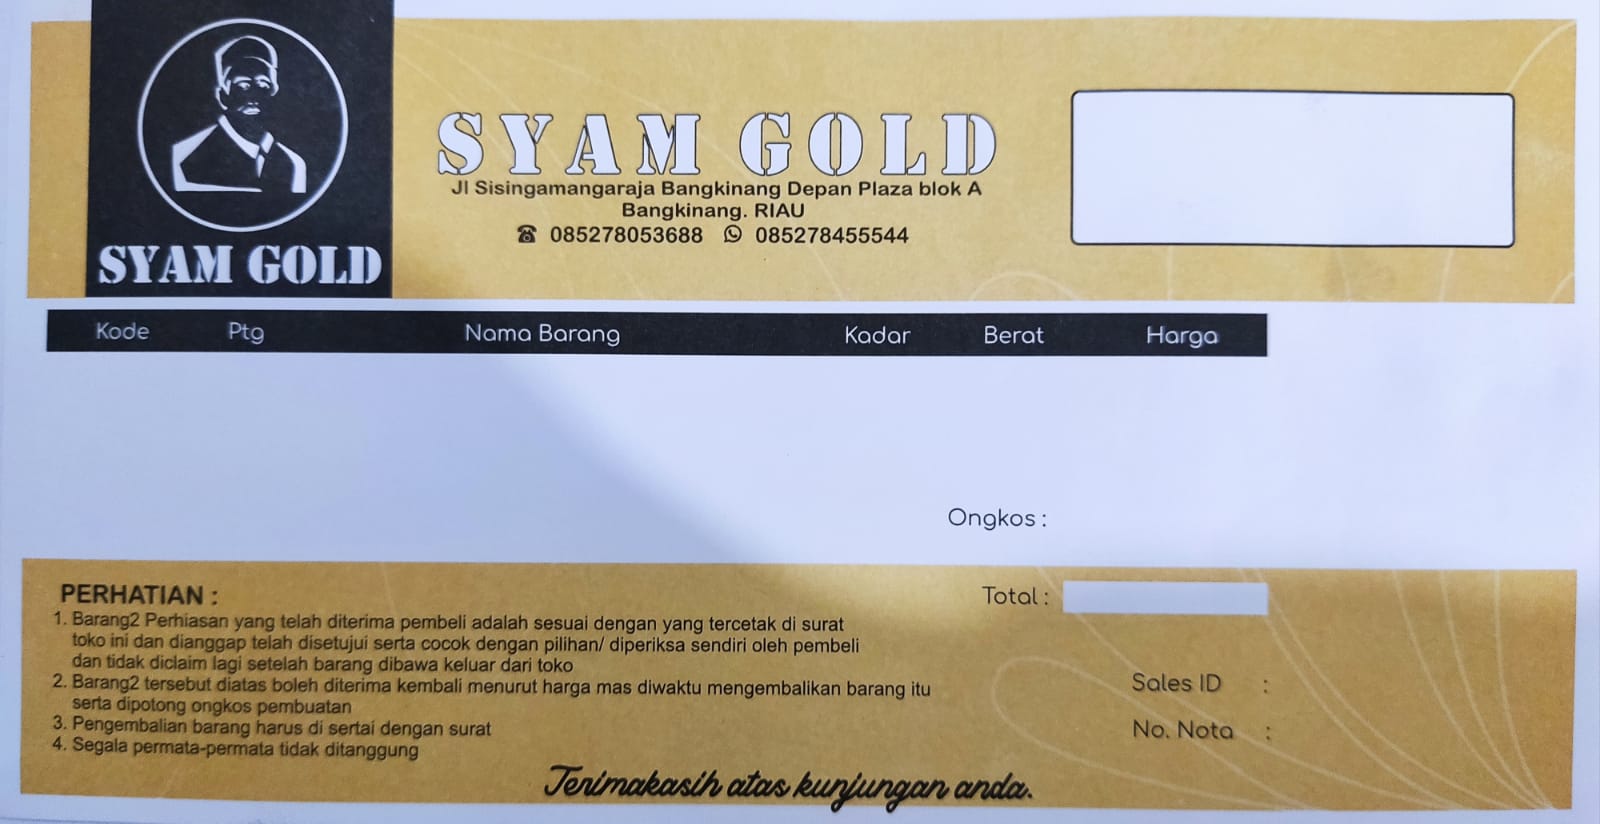 SYAM GOLD
SYAM GOLD
Jl Sisingamangaraja Bangkinang Depan Plaza blok A
Bangkinang. RIAU
☎ 085278053688 085278455544
Kode Ptg Nama Barang Kadar Berat Harga
Ongkos :
Total :
PERHATIAN :
1. Barang2 Perhiasan yang telah diterima pembeli adalah sesuai dengan yang tercetak di surat
toko ini dan dianggap telah disetujui serta cocok dengan pilihan/ diperiksa sendiri oleh pembeli
dan tidak diclaim lagi setelah barang dibawa keluar dari toko
2. Barang2 tersebut diatas boleh diterima kembali menurut harga mas diwaktu mengembalikan barang itu
serta dipotong ongkos pembuatan
3. Pengembalian barang harus di sertai dengan surat
4. Segala permata-permata tidak ditanggung
Sales ID :
No. Nota :
Terimakasih atas kunjungan anda.